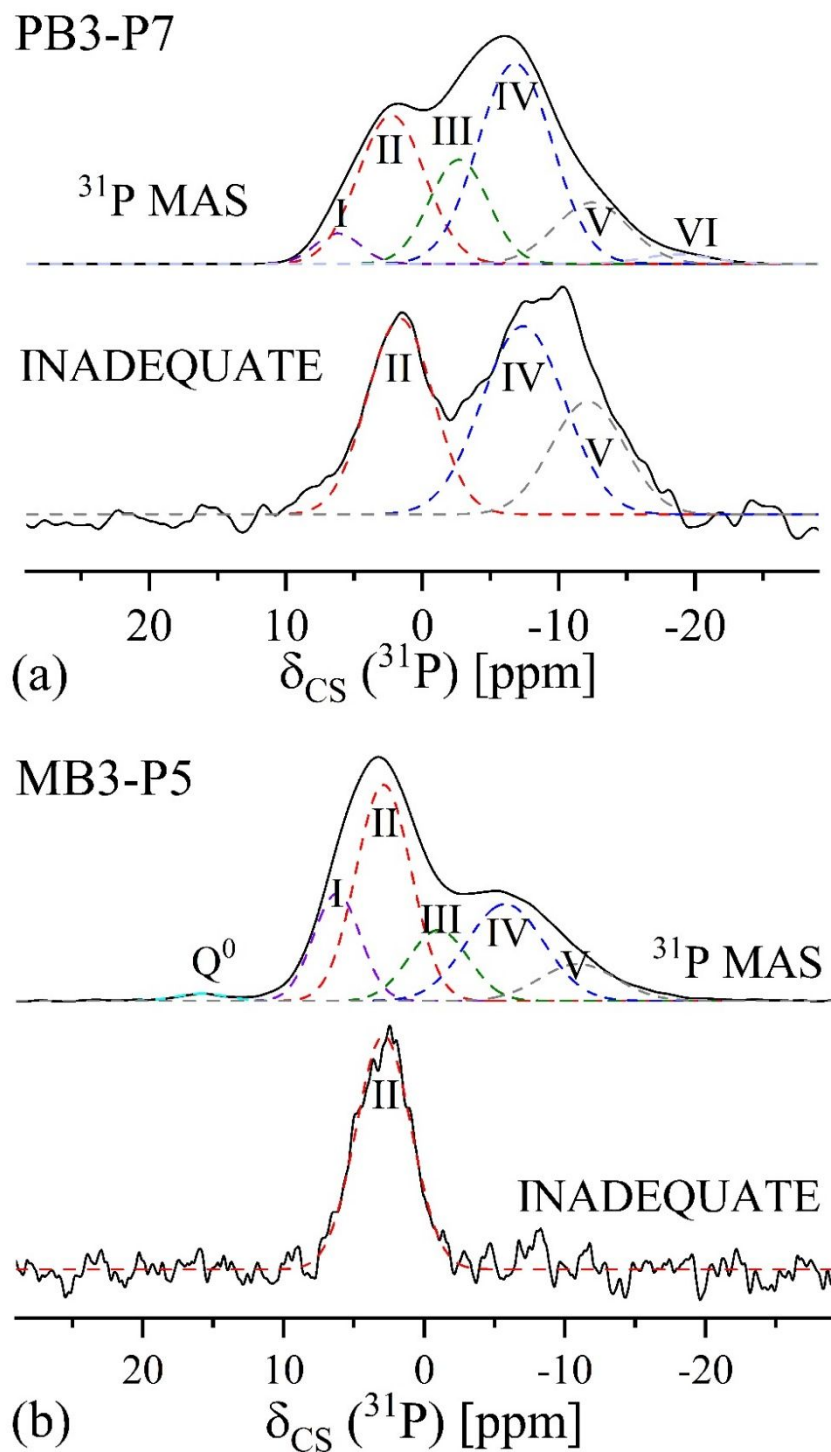 PB3-P7
IV
II
III
³¹P MAS
I
V
VI
INADEQUATE
II
IV
V
20 10 0 -10 -20
(a) δCS (³¹P) [ppm]
MB3-P5
II
I
III
IV
V
³¹P MAS
Q⁰
II
INADEQUATE
20 10 0 -10 -20
(b) δCS (³¹P) [ppm]